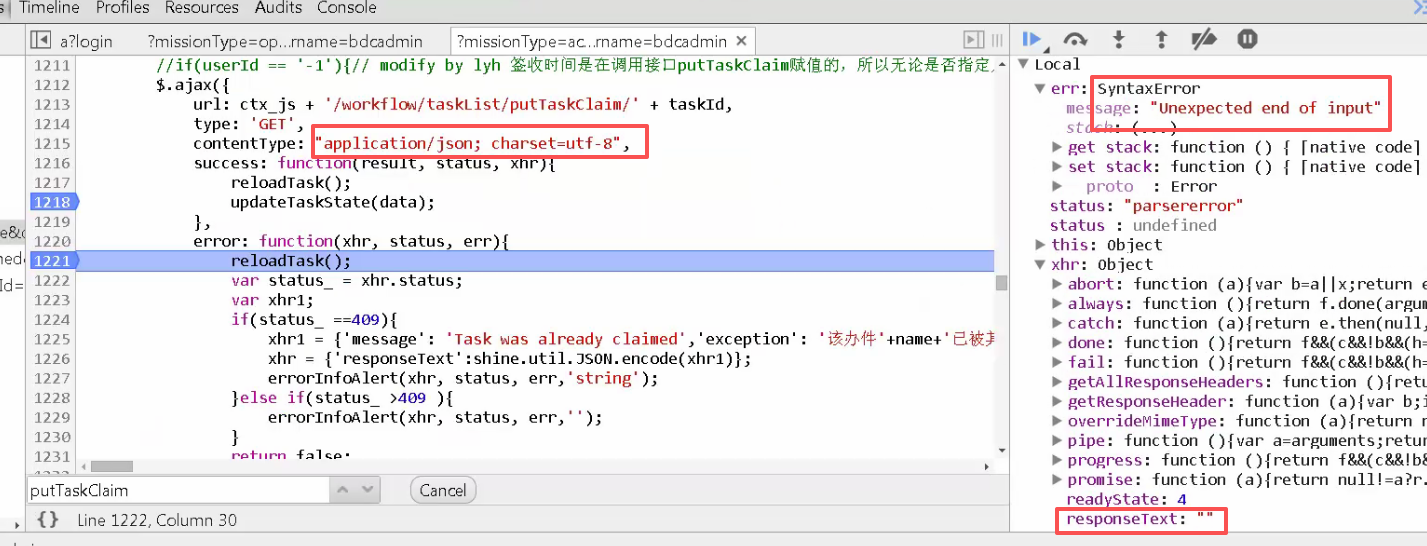 Timeline Profiles Resources Audits Console
a?login ?missionType=op...rname=bdcadmin ?missionType=ac...rname=bdcadmin ×
1211 //if(userId == '-1'){// modify by lyh 签收时间是在调用接口putTaskClaim赋值的，所以无论是否指定
1212 $.ajax({
1213 url: ctx_js + '/workflow/taskList/putTaskClaim/' + taskId,
1214 type: 'GET',
1215 contentType: "application/json; charset=utf-8",
1216 success: function(result, status, xhr){
1217 reloadTask();
1218 updateTaskState(data);
1219 },
1220 error: function(xhr, status, err){
1221 reloadTask();
1222 var status_ = xhr.status;
1223 var xhr1;
1224 if(status_ ==409){
1225 xhr1 = {'message': 'Task was already claimed','exception': '该办件'+name+'已被其
1226 xhr = {'responseText':shine.util.JSON.encode(xhr1)};
1227 errorInfoAlert(xhr, status, err,'string');
1228 }else if(status_ >409 ){
1229 errorInfoAlert(xhr, status, err,'');
1230 }
1231 return false;
putTaskClaim Cancel
{} Line 1222, Column 30
Local
err: SyntaxError
message: "Unexpected end of input"
stack: (...)
get stack: function () { [native code]
set stack: function () { [native code]
proto : Error
status: "parsererror"
status : undefined
this: Object
xhr: Object
abort: function (a){var b=a||x;return e
always: function (){return f.done(argum
catch: function (a){return e.then(null,
done: function (){return f&&(c&&!b&&(h=
fail: function (){return f&&(c&&!b&&(h=
getAllResponseHeaders: function (){retu
getResponseHeader: function (a){var b;i
overrideMimeType: function (a){return n
pipe: function (){var a=arguments;retur
progress: function (){return f&&(c&&!b&
promise: function (a){return null!=a?r.
readyState: 4
responseText: ""